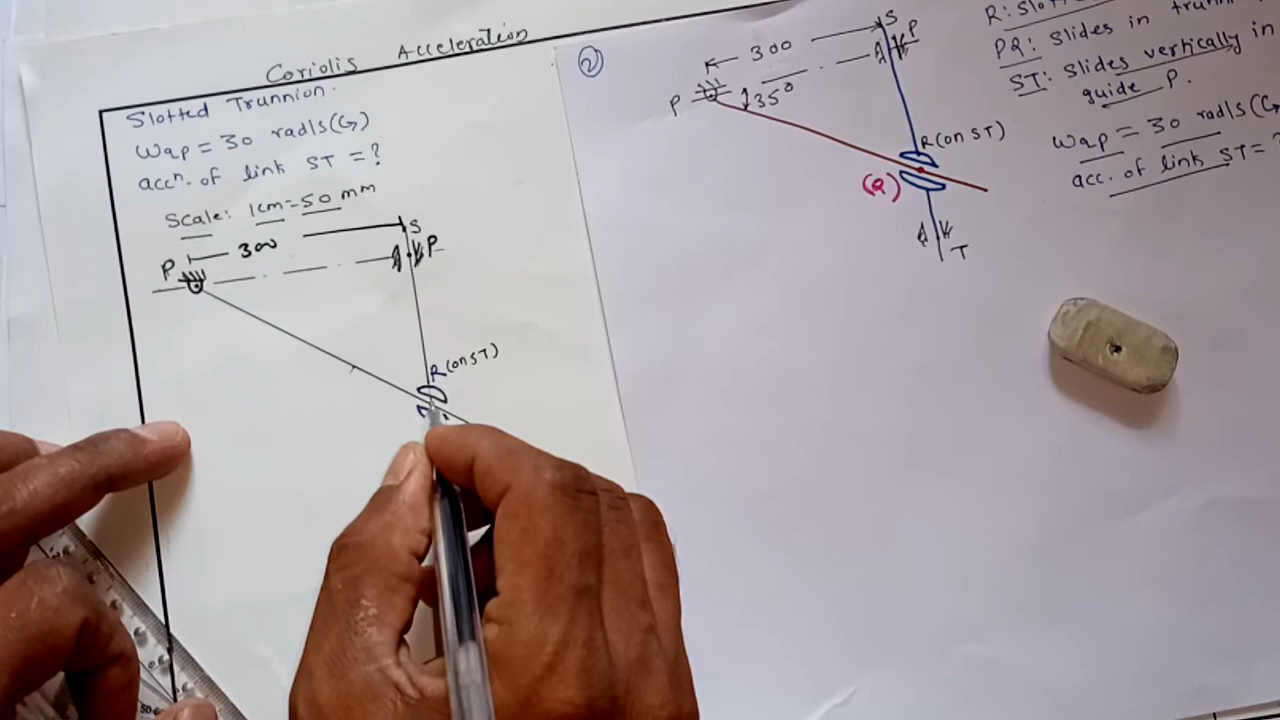 Coriolis Acceleration
Slotted Trunnion.
ωQP = 30 rad/s (↻)
accⁿ. of link ST = ?
Scale: 1cm = 50 mm
300
S
P
P
R (on ST)
②
300
S
P
P
35°
R (on ST)
(Q)
T
R: Slott
PQ: Slides in trunni
ST: Slides vertically in
guide P.
ωQP = 30 rad/s (
acc. of link ST = ?